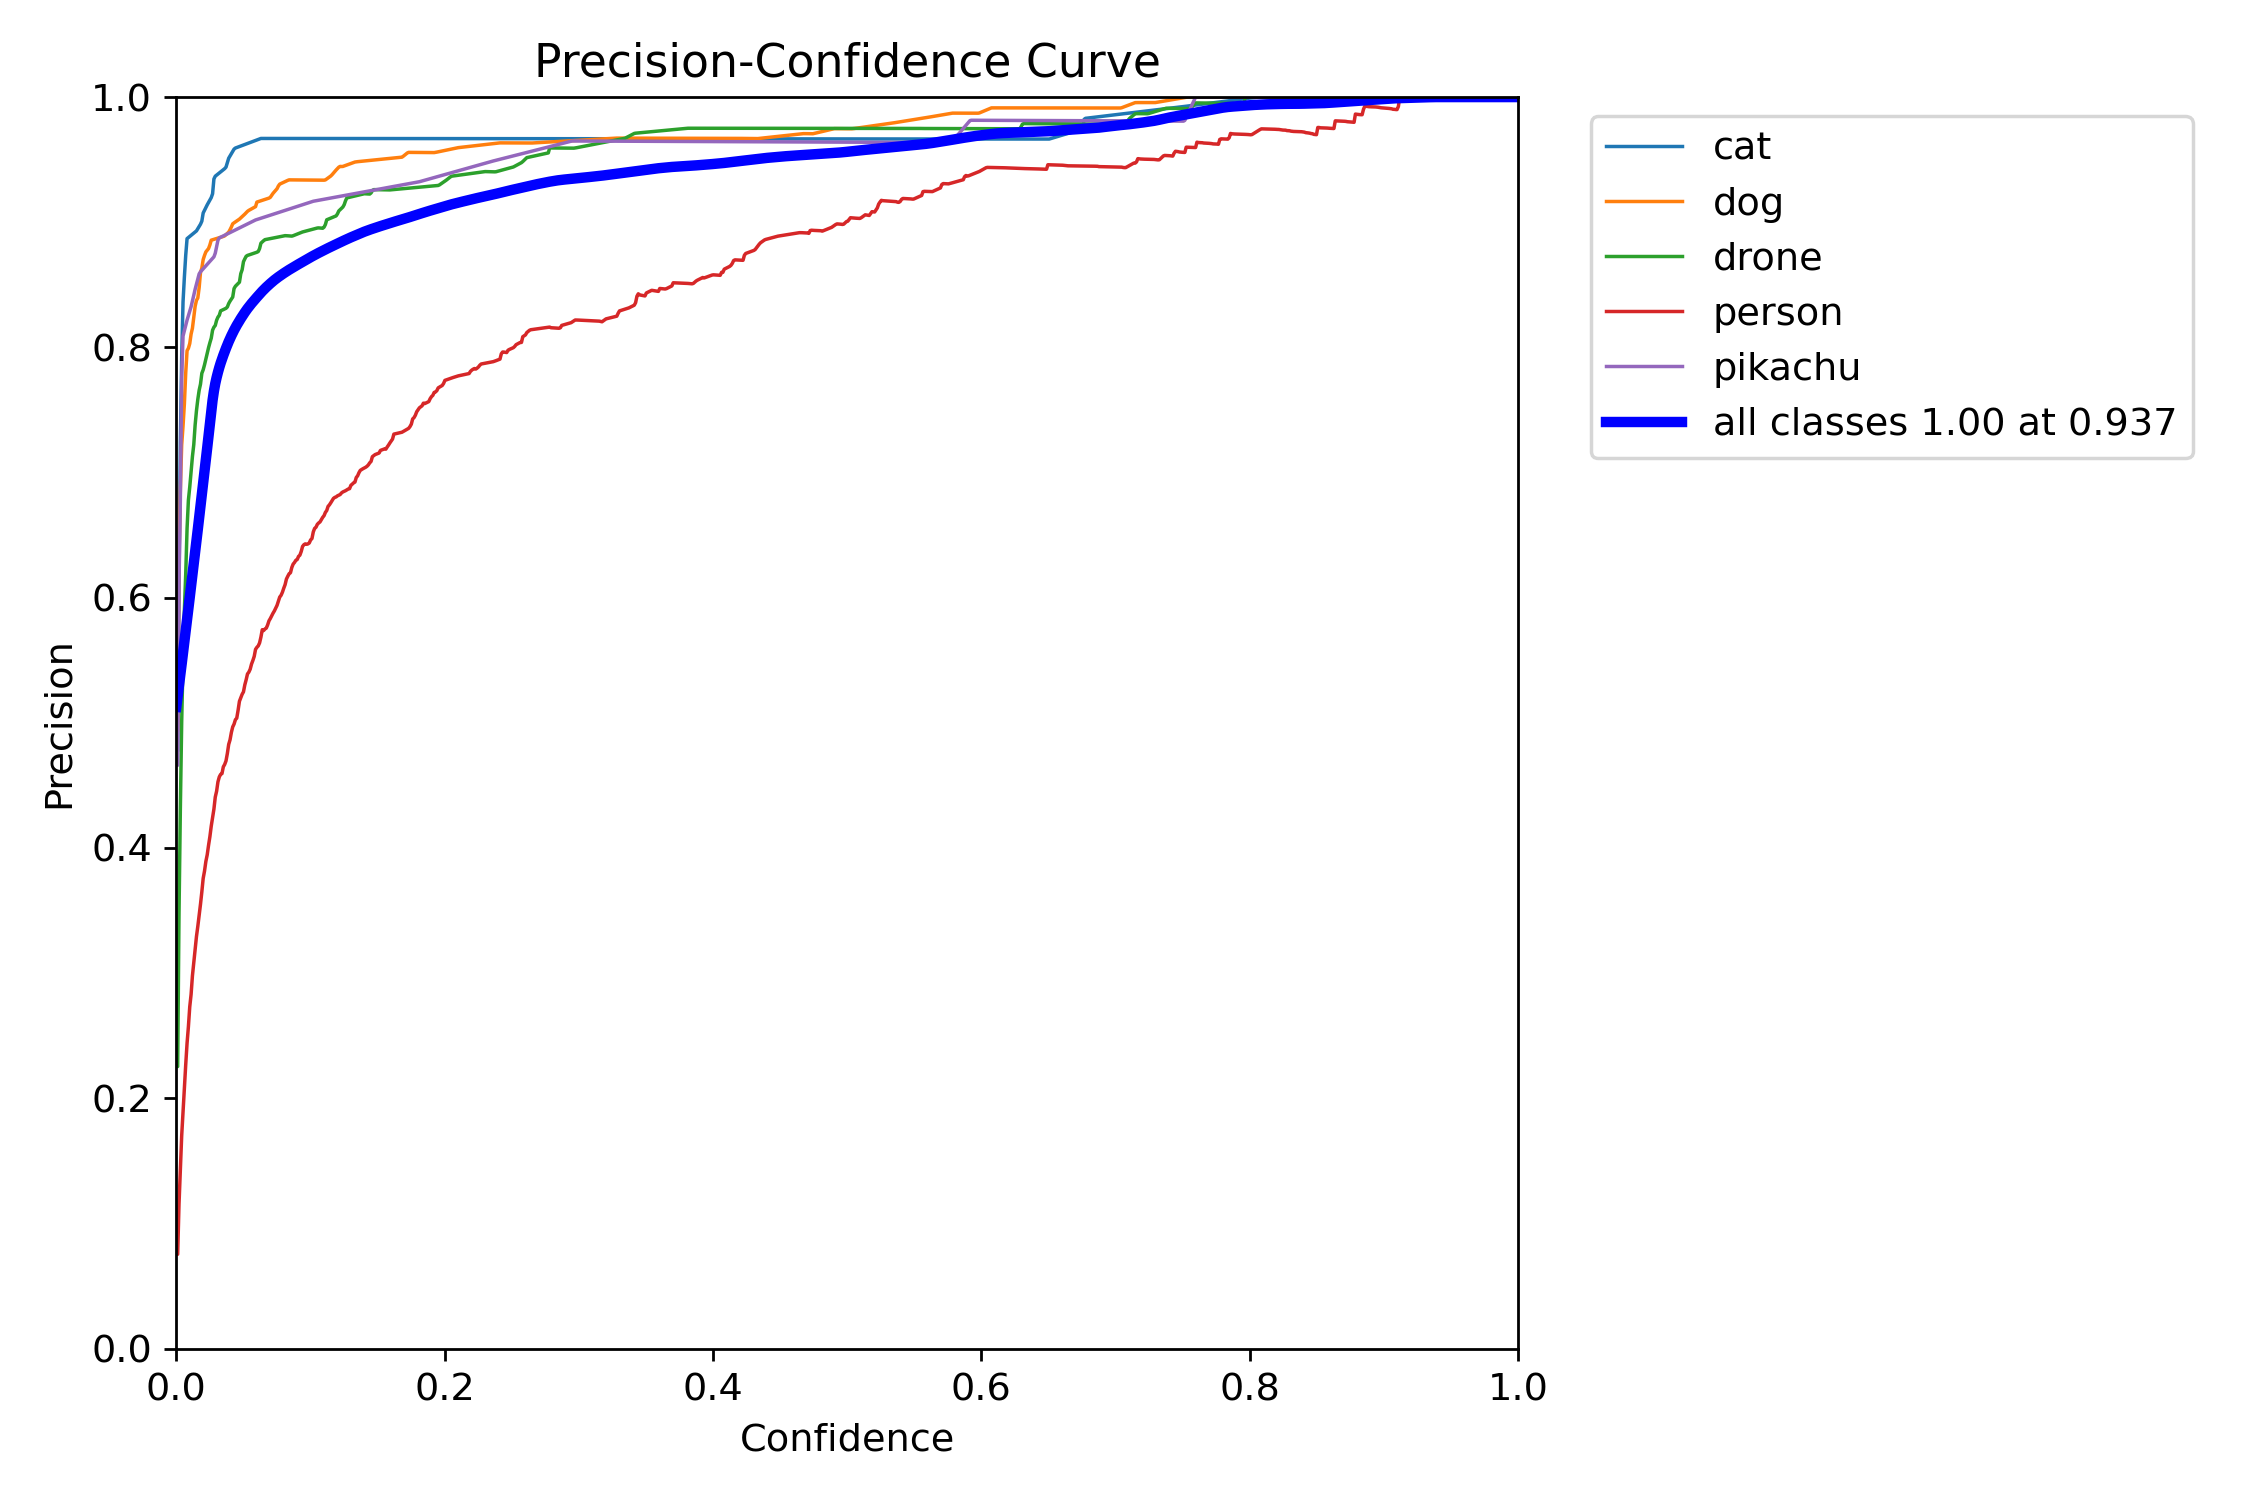 Precision-Confidence Curve
1.0
0.8
0.6
0.4
0.2
0.0
Precision
0.0 0.2 0.4 0.6 0.8 1.0
Confidence
cat
dog
drone
person
pikachu
all classes 1.00 at 0.937